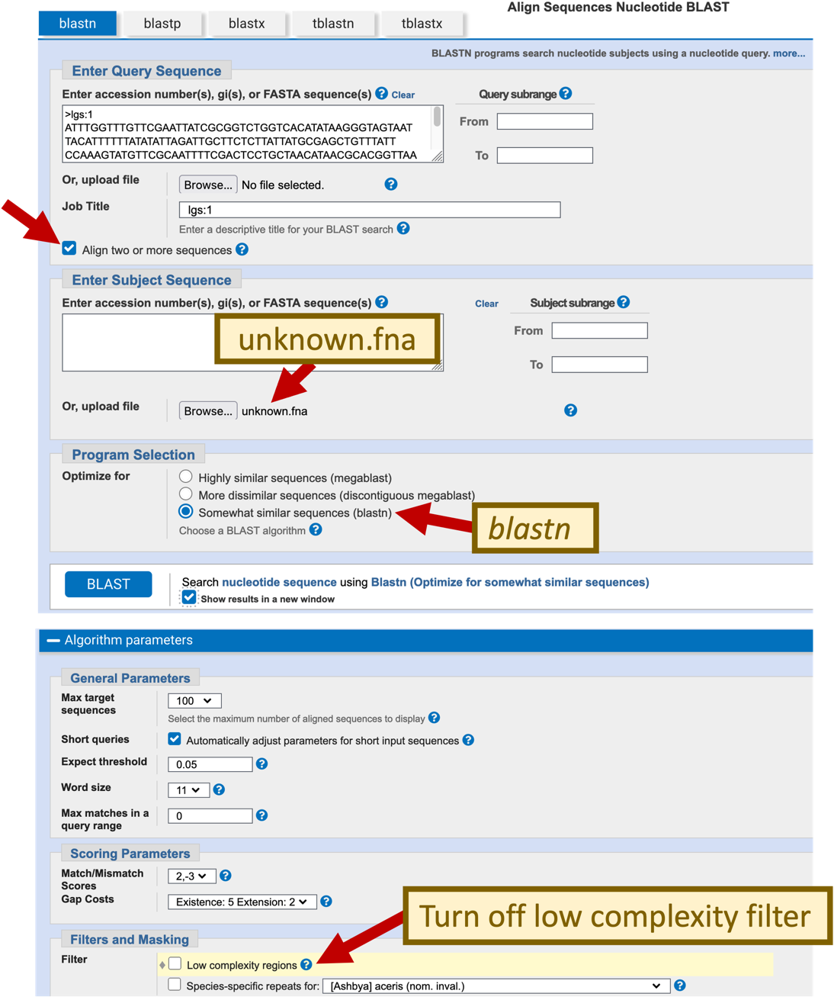 Align Sequences Nucleotide BLAST
blastn blastp blastx tblastn tblastx
BLASTN programs search nucleotide subjects using a nucleotide query. more...
Enter Query Sequence
Enter accession number(s), gi(s), or FASTA sequence(s) ? Clear Query subrange ?
>lgs:1
ATTTGGTTTGTTCGAATTATCGCGGTCTGGTCACATATAAGGGTAGTAAT
TACATTTTTTATATATTAGATTGCTTCTCTTATTATGCGAGCTGTTTATT
CCAAAGTATGTTCGCAATTTTCGACTCCTGCTAACATAACGCACGGTTAA
From
To
Or, upload file Browse... No file selected. ?
Job Title lgs:1
Enter a descriptive title for your BLAST search ?
Align two or more sequences ?
Enter Subject Sequence
Enter accession number(s), gi(s), or FASTA sequence(s) ? Clear Subject subrange ?
unknown.fna
From
To
Or, upload file Browse... unknown.fna ?
Program Selection
Optimize for
Highly similar sequences (megablast)
More dissimilar sequences (discontiguous megablast)
Somewhat similar sequences (blastn)
Choose a BLAST algorithm ?
blastn
BLAST Search nucleotide sequence using Blastn (Optimize for somewhat similar sequences)
Show results in a new window
Algorithm parameters
General Parameters
Max target
sequences
100
Select the maximum number of aligned sequences to display ?
Short queries Automatically adjust parameters for short input sequences ?
Expect threshold 0.05 ?
Word size 11 ?
Max matches in a
query range
0 ?
Scoring Parameters
Match/Mismatch
Scores
2,-3 ?
Gap Costs Existence: 5 Extension: 2 ?
Turn off low complexity filter
Filters and Masking
Filter Low complexity regions ?
Species-specific repeats for: [Ashbya] aceris (nom. inval.) ?